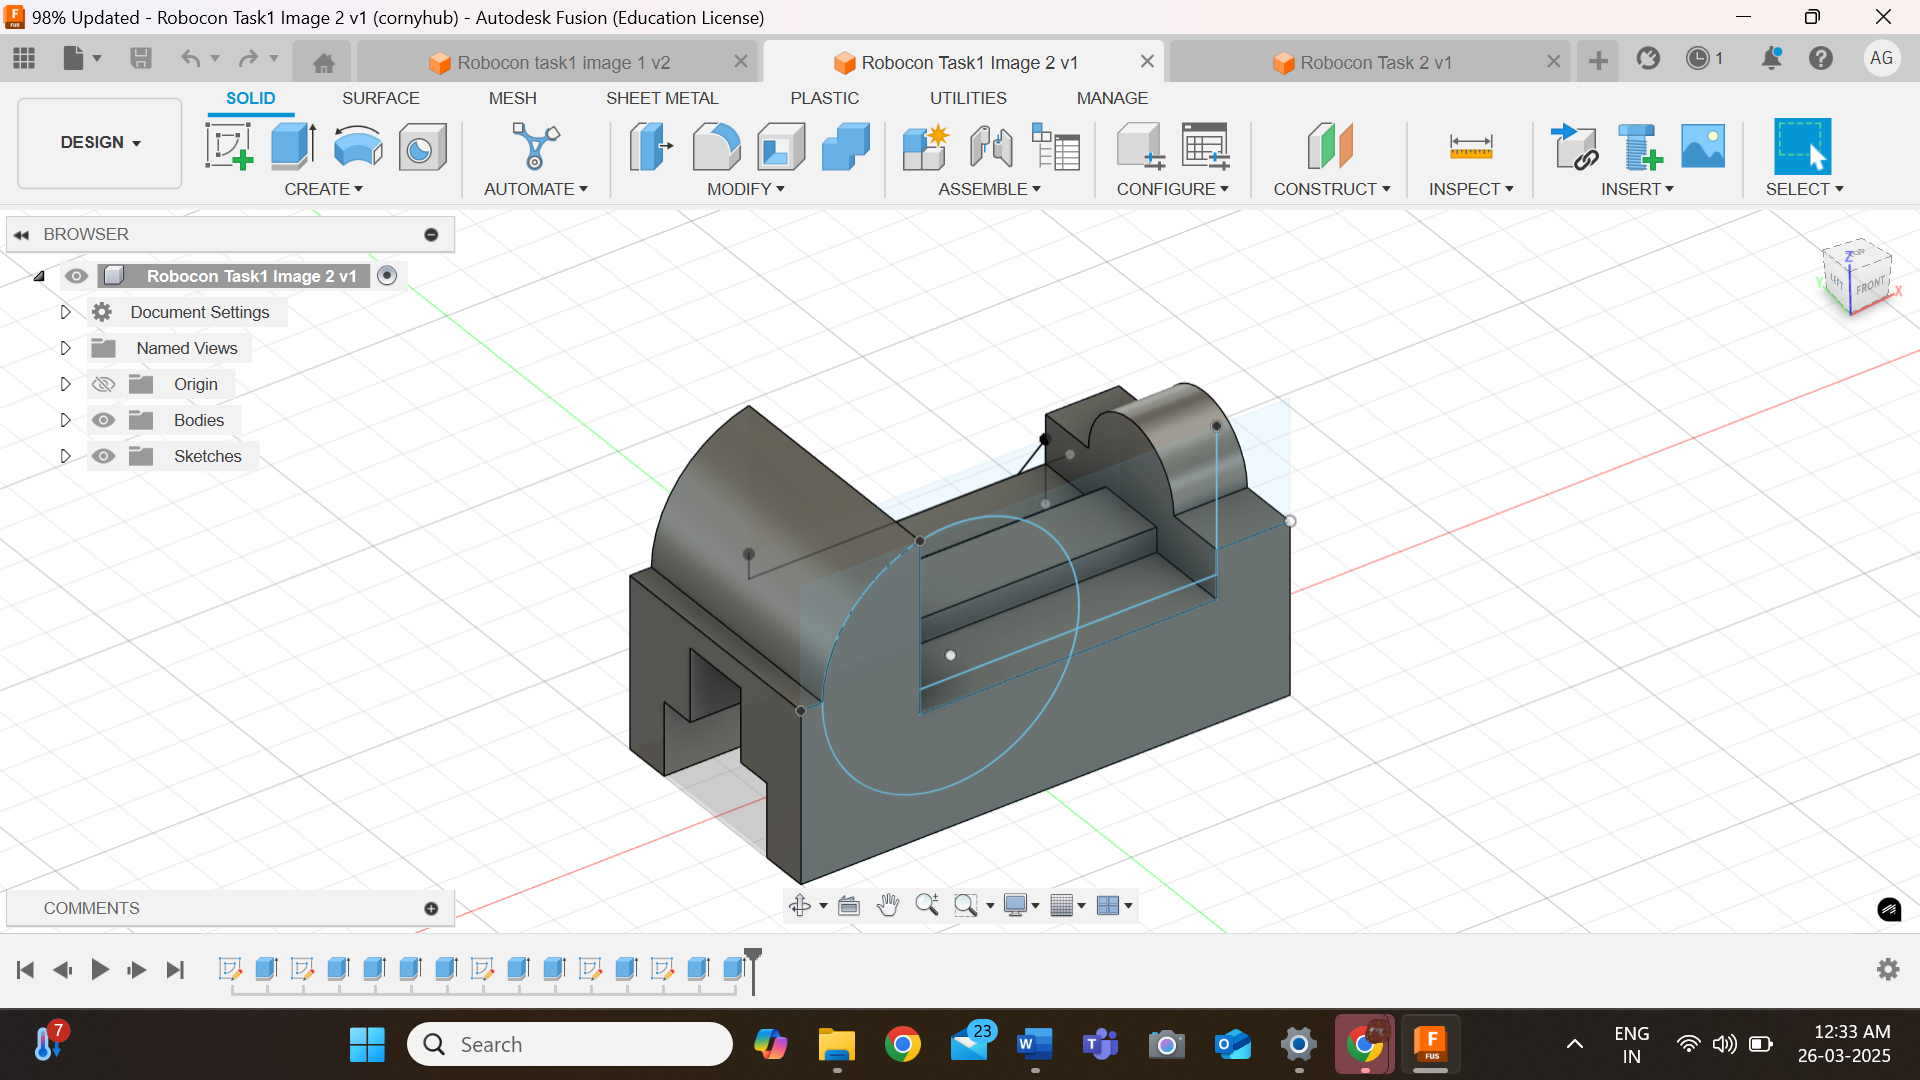 98% Updated - Robocon Task1 Image 2 v1 (cornyhub) - Autodesk Fusion (Education License)
Robocon task1 image 1 v2
Robocon Task1 Image 2 v1
Robocon Task 2 v1
1
AG
SOLID SURFACE MESH SHEET METAL PLASTIC UTILITIES MANAGE
DESIGN
CREATE AUTOMATE MODIFY ASSEMBLE CONFIGURE CONSTRUCT INSPECT INSERT SELECT
BROWSER
Robocon Task1 Image 2 v1
Document Settings
Named Views
Origin
Bodies
Sketches
TOP
LEFT
FRONT
Z
X
Y
COMMENTS
7
Search
23
ENG
IN
12:33 AM
26-03-2025